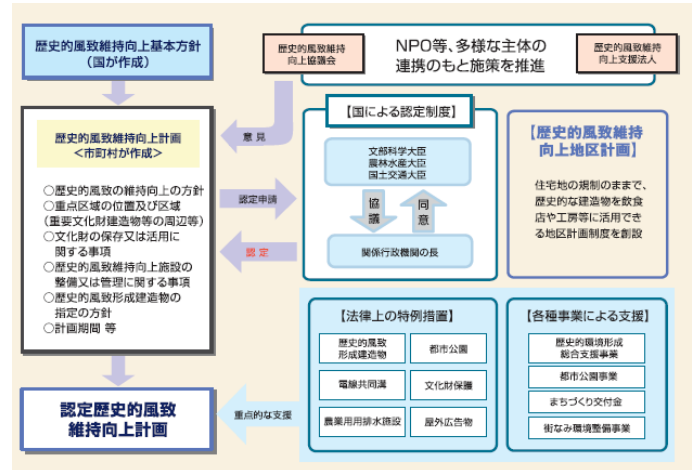 歴史的風致維持向上基本方針
(国が作成)
歴史的風致維持
向上協議会
NPO等、多様な主体の
連携のもと施策を推進
歴史的風致維持
向上支援法人
歴史的風致維持向上計画
<市町村が作成>
○歴史的風致の維持向上の方針
○重点区域の位置及び区域
(重要文化財建造物等の周辺等)
○文化財の保存又は活用に
関する事項
○歴史的風致維持向上施設の
整備又は管理に関する事項
○歴史的風致形成建造物の
指定の方針
○計画期間 等
意見
認定申請
認定
【国による認定制度】
文部科学大臣
農林水産大臣
国土交通大臣
協議
同意
関係行政機関の長
【歴史的風致維持
向上地区計画】
住宅地の規制のままで、
歴史的な建造物を飲食
店や工房等に活用でき
る地区計画制度を創設
認定歴史的風致
維持向上計画
重点的な支援
【法律上の特例措置】
歴史的風致
形成建造物
都市公園
電線共同溝
文化財保護
農業用用排水施設
屋外広告物
【各種事業による支援】
歴史的環境形成
総合支援事業
都市公園事業
まちづくり交付金
街なみ環境整備事業